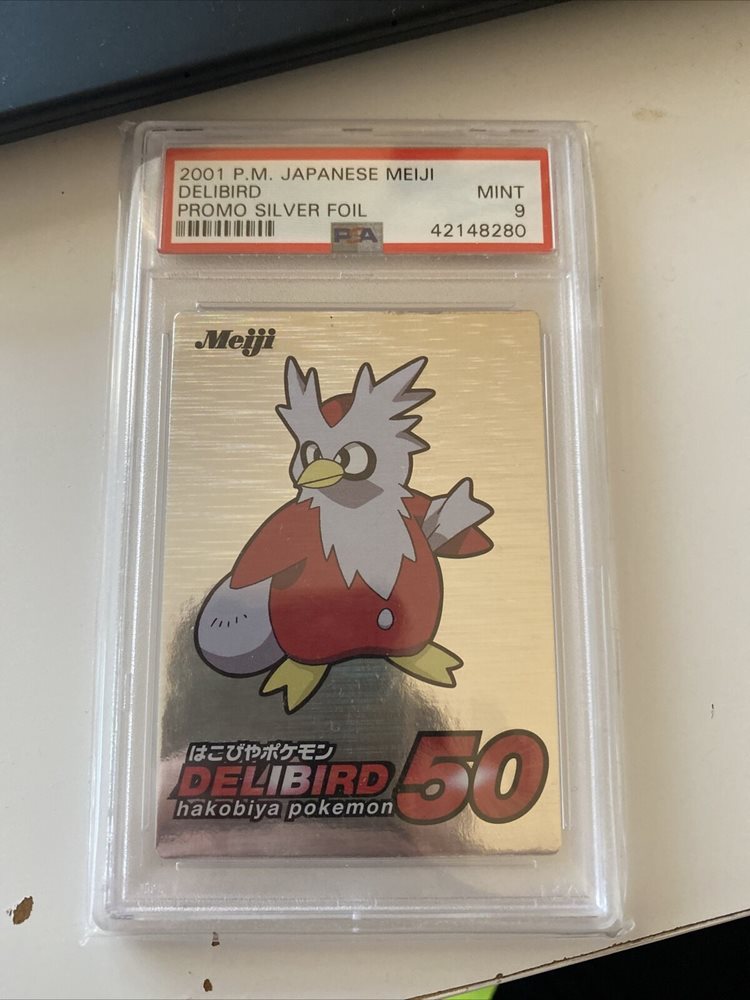 2001 P.M. JAPANESE MEIJI
DELIBIRD MINT
PROMO SILVER FOIL 9
PSA 42148280
Meiji
はこびやポケモン
DELIBIRD 50
hakobiya pokemon